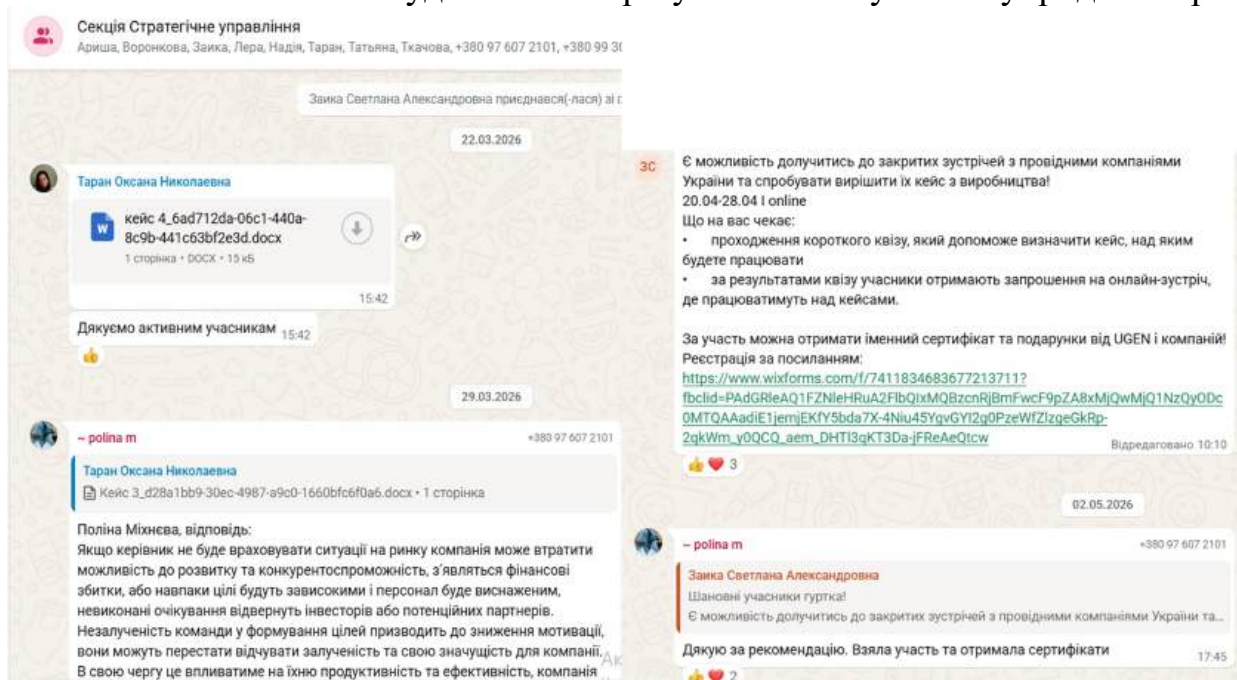 Секція Стратегічне управління
Ариша, Воронкова, Заика, Лера, Надія, Таран, Татьяна, Ткачова, +380 97 607 2101, +380 99 30
Заика Светлана Александровна приєднався(-лася) зі
22.03.2026
Таран Оксана Николаевна
кейс 4_6ad712da-06c1-440a-
8c9b-441c63bf2e3d.docx
1 сторінка • DOCX • 15 кБ
15:42
Дякуємо активним учасникам 15:42
29.03.2026
~ polina m +380 97 607 2101
Таран Оксана Николаевна
Кейс 3_d28a1bb9-30ec-4987-a9c0-1660bfc6f0a6.docx • 1 сторінка
Поліна Міхнєва, відповідь:
Якщо керівник не буде враховувати ситуації на ринку компанія може втратити
можливість до розвитку та конкурентоспроможність, з'являться фінансові
збитки, або навпаки цілі будуть зависокими і персонал буде виснаженим,
невиконані очікування відвернуть інвесторів або потенційних партнерів.
Незалученість команди у формування цілей призводить до зниження мотивації,
вони можуть перестати відчувати залученість та свою значущість для компанії.
В свою чергу це впливатиме на їхню продуктивність та ефективність, компанія
ЗС
Є можливість долучитись до закритих зустрічей з провідними компаніями
України та спробувати вирішити їх кейс з виробництва!
20.04-28.04 I online
Що на вас чекає:
• проходження короткого квізу, який допоможе визначити кейс, над яким
будете працювати
• за результатами квізу учасники отримають запрошення на онлайн-зустріч,
де працюватимуть над кейсами.
За участь можна отримати іменний сертифікат та подарунки від UGEN і компаній!
Реєстрація за посиланням:
https://www.wixforms.com/f/7411834683677213711?
Відредаговано 10:10
3
02.05.2026
~ polina m +380 97 607 2101
Заика Светлана Александровна
Шановні учасники гуртка!
Є можливість долучитись до закритих зустрічей з провідними компаніями України та...
Дякую за рекомендацію. Взяла участь та отримала сертифікати 17:45
2